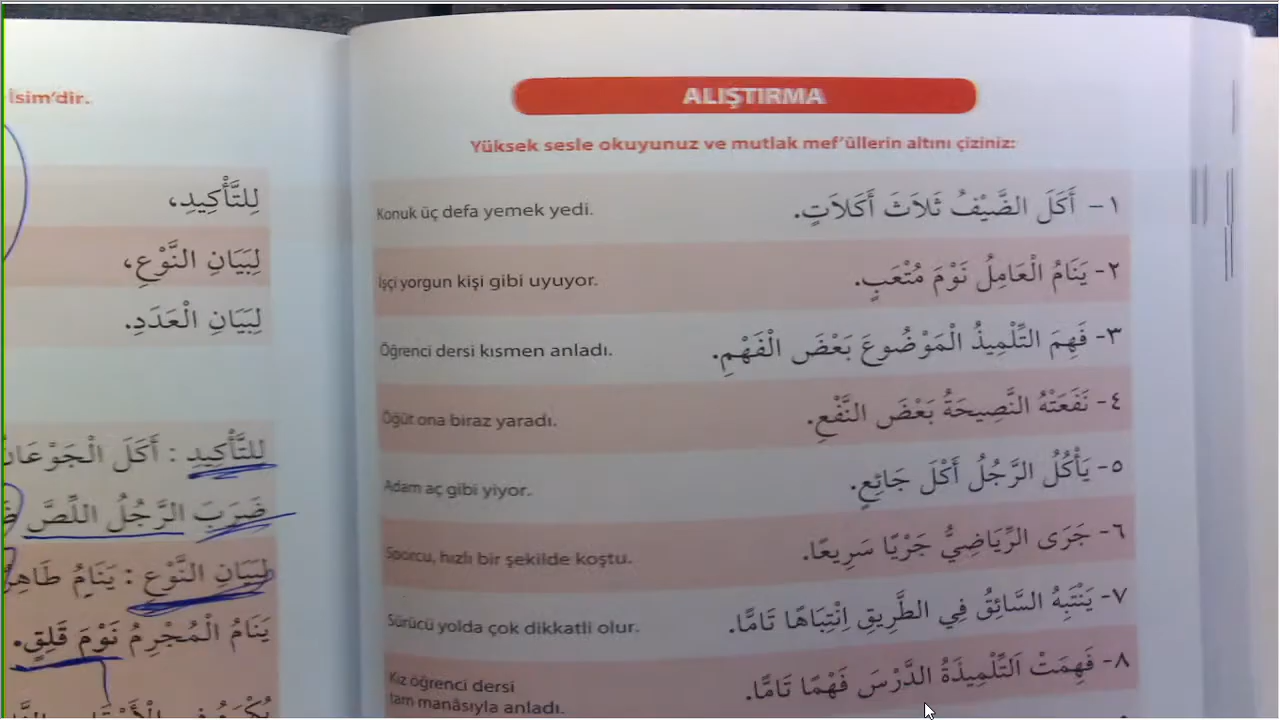 İsim'dir.
لِلتَّأْكِيدِ،
لِبَيَانِ النَّوْعِ،
لِبَيَانِ الْعَدَدِ.
لِلتَّأْكِيدِ : أَكَلَ الْجَوْعَانُ
ضَرَبَ الرَّجُلُ اللِّصَّ
لِبَيَانِ النَّوْعِ : يَنَامُ طَاهِرُ
يَنَامُ الْمُجْرِمُ نَوْمَ قَلِقٍ.
ALIŞTIRMA
Yüksek sesle okuyunuz ve mutlak mef'ûllerin altını çiziniz:
١- أَكَلَ الضَّيْفُ ثَلاَثَ أَكَلاَتٍ.
Konuk üç defa yemek yedi.
٢- يَنَامُ الْعَامِلُ نَوْمَ مُتْعَبٍ.
İşçi yorgun kişi gibi uyuyor.
٣- فَهِمَ التِّلْمِيذُ الْمَوْضُوعَ بَعْضَ الْفَهْمِ.
Öğrenci dersi kısmen anladı.
٤- نَفَعَتْهُ النَّصِيحَةُ بَعْضَ النَّفْعِ.
Öğüt ona biraz yaradı.
٥- يَأْكُلُ الرَّجُلُ أَكْلَ جَائِعٍ.
Adam aç gibi yiyor.
٦- جَرَى الرِّيَاضِيُّ جَرْيًا سَرِيعًا.
Sporcu, hızlı bir şekilde koştu.
٧- يَنْتَبِهُ السَّائِقُ فِي الطَّرِيقِ اِنْتِبَاهًا تَامًّا.
Sürücü yolda çok dikkatli olur.
٨- فَهِمَتْ اَلتِّلْمِيذَةُ الدَّرْسَ فَهْمًا تَامًّا.
Kız öğrenci dersi
tam manâsıyla anladı.